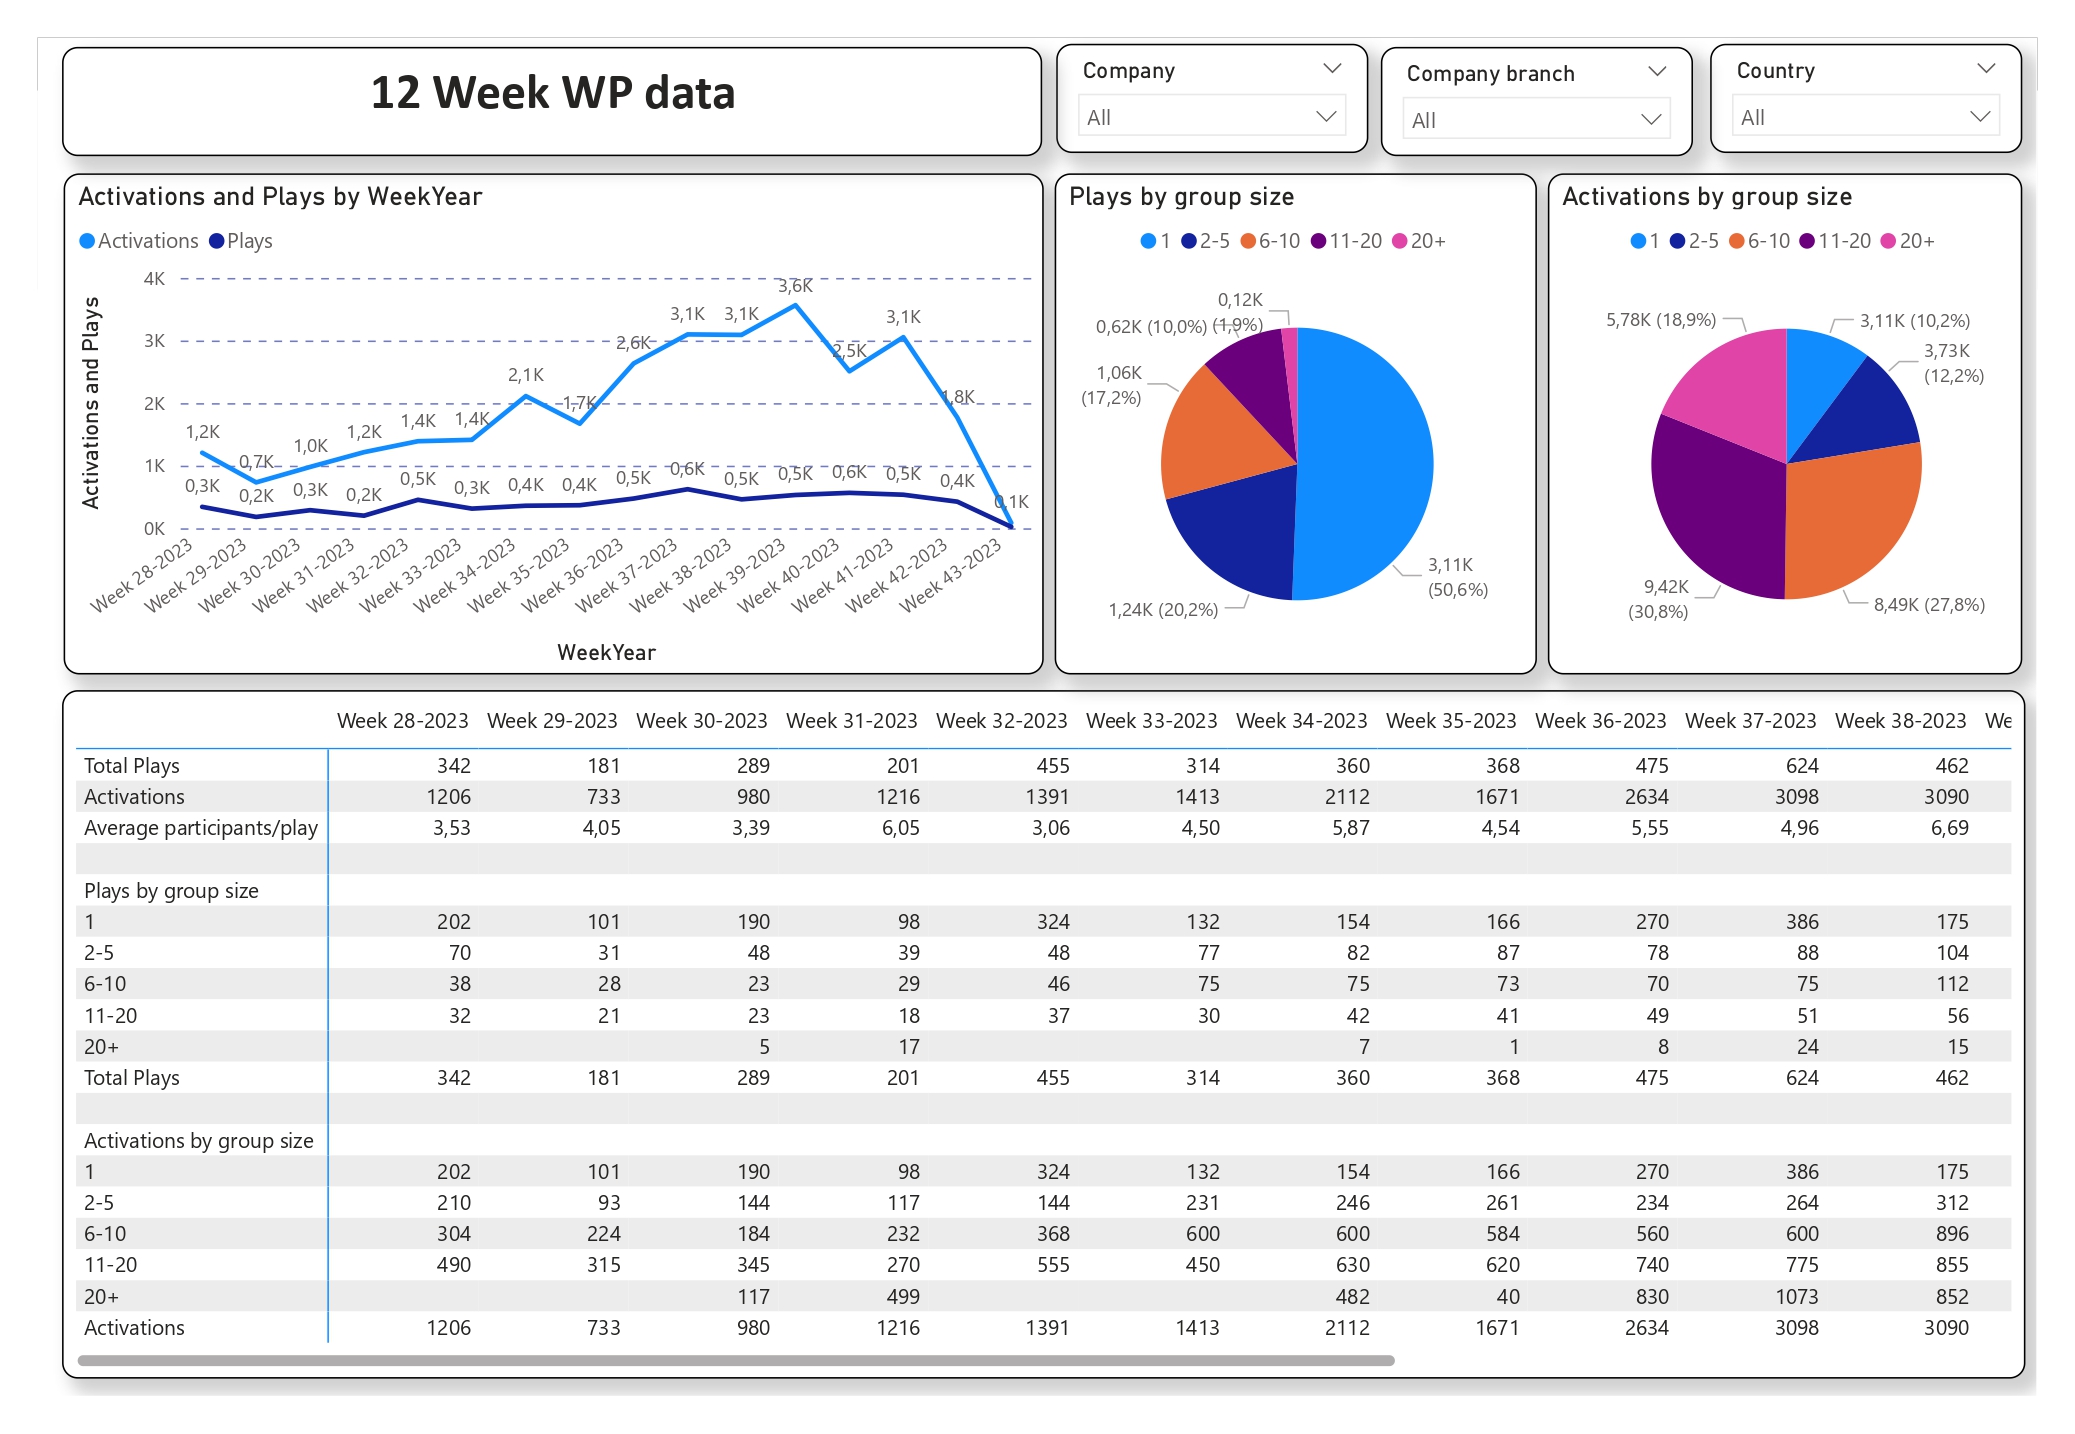 12 Week WP data
Company
All
Company branch
All
Country
All
Activations and Plays by WeekYear
Activations Plays
Activations and Plays
4K
3K
2K
1K
0K
1,2K
0,7K
1,0K
1,2K
1,4K
1,4K
2,1K
1,7K
2,6K
3,1K
3,1K
3,6K
2,5K
3,1K
1,8K
0,1K
0,3K
0,2K
0,3K
0,2K
0,5K
0,3K
0,4K
0,4K
0,5K
0,6K
0,5K
0,5K
0,6K
0,5K
0,4K
Week 28-2023
Week 29-2023
Week 30-2023
Week 31-2023
Week 32-2023
Week 33-2023
Week 34-2023
Week 35-2023
Week 36-2023
Week 37-2023
Week 38-2023
Week 39-2023
Week 40-2023
Week 41-2023
Week 42-2023
Week 43-2023
WeekYear
Plays by group size
1 2-5 6-10 11-20 20+
0,12K
(1,9%)
0,62K (10,0%)
1,06K
(17,2%)
1,24K (20,2%)
3,11K
(50,6%)
Activations by group size
1 2-5 6-10 11-20 20+
5,78K (18,9%)
3,11K (10,2%)
3,73K
(12,2%)
9,42K
(30,8%)
8,49K (27,8%)
Week 28-2023 Week 29-2023 Week 30-2023 Week 31-2023 Week 32-2023 Week 33-2023 Week 34-2023 Week 35-2023 Week 36-2023 Week 37-2023 Week 38-2023 We
Total Plays 342 181 289 201 455 314 360 368 475 624 462
Activations 1206 733 980 1216 1391 1413 2112 1671 2634 3098 3090
Average participants/play 3,53 4,05 3,39 6,05 3,06 4,50 5,87 4,54 5,55 4,96 6,69
Plays by group size
1 202 101 190 98 324 132 154 166 270 386 175
2-5 70 31 48 39 48 77 82 87 78 88 104
6-10 38 28 23 29 46 75 75 73 70 75 112
11-20 32 21 23 18 37 30 42 41 49 51 56
20+ 5 17 7 1 8 24 15
Total Plays 342 181 289 201 455 314 360 368 475 624 462
Activations by group size
1 202 101 190 98 324 132 154 166 270 386 175
2-5 210 93 144 117 144 231 246 261 234 264 312
6-10 304 224 184 232 368 600 600 584 560 600 896
11-20 490 315 345 270 555 450 630 620 740 775 855
20+ 117 499 482 40 830 1073 852
Activations 1206 733 980 1216 1391 1413 2112 1671 2634 3098 3090